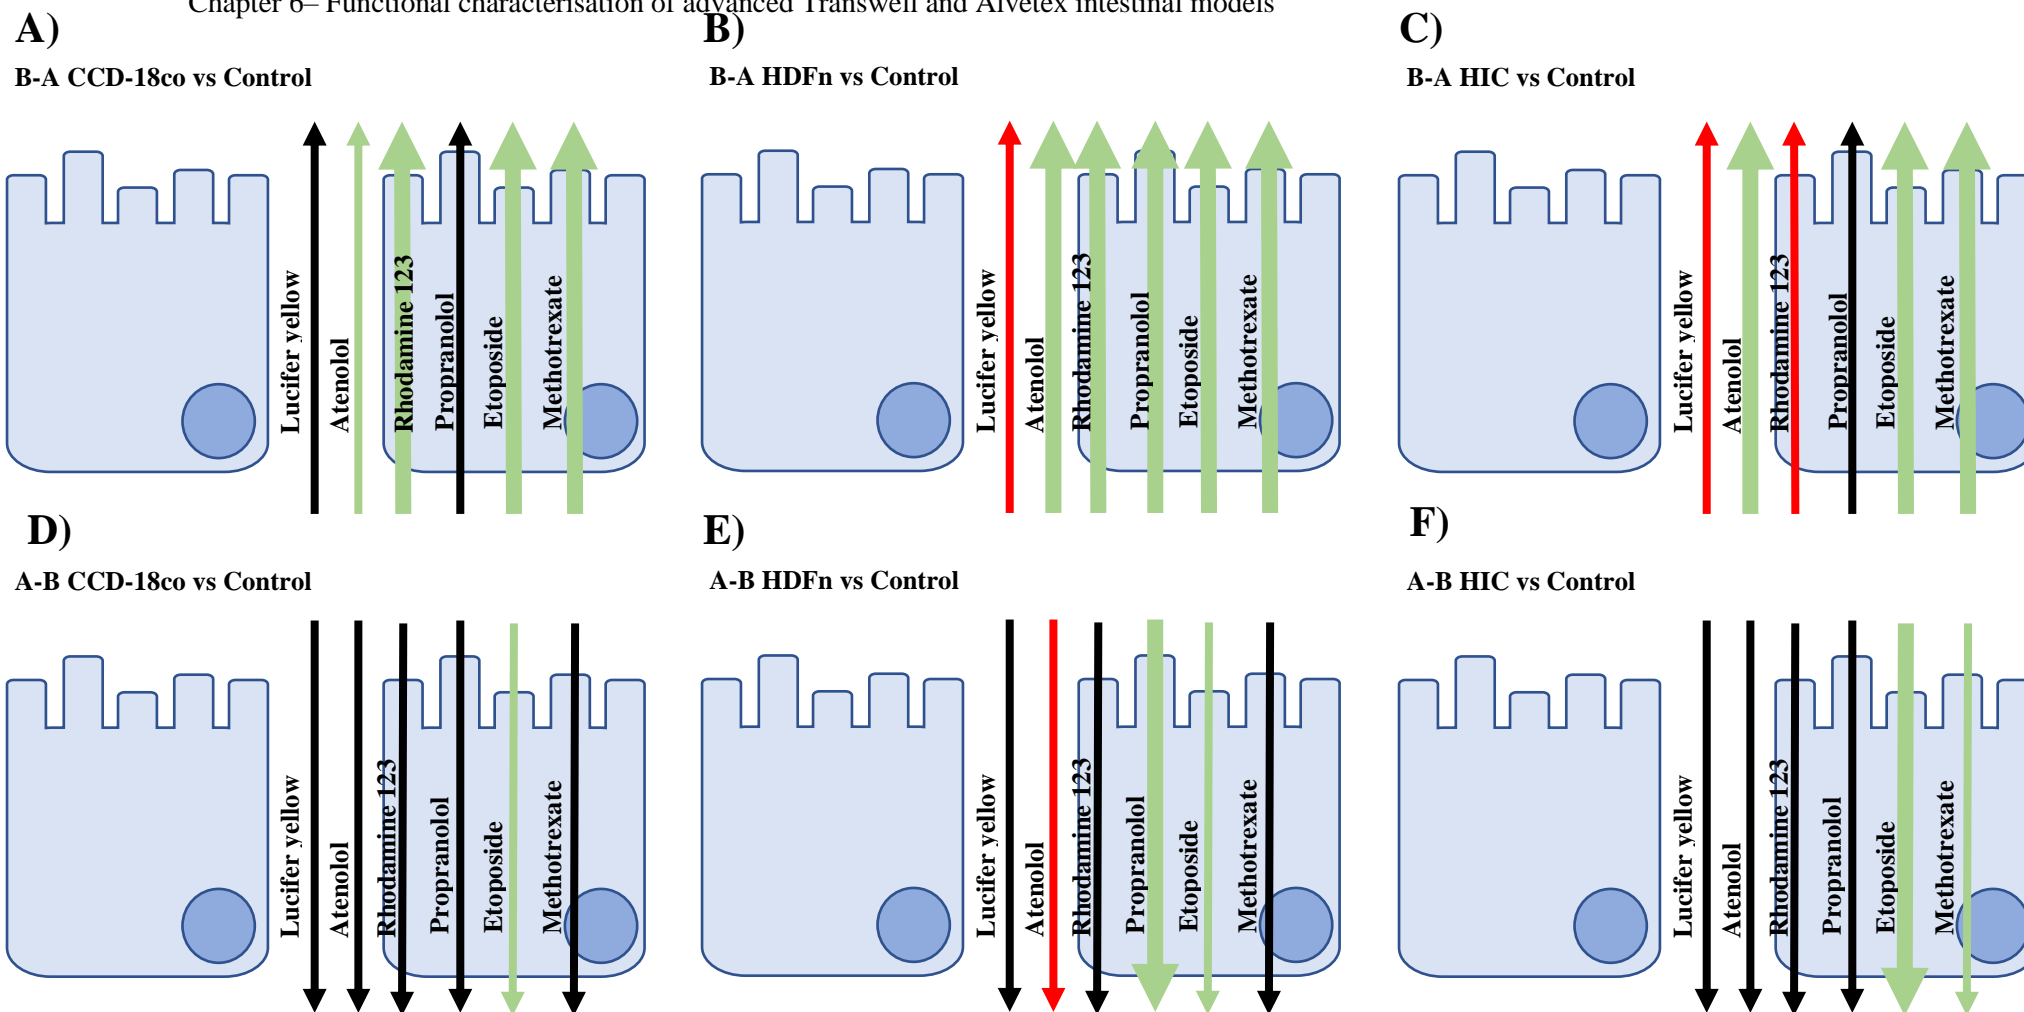 Chapter 6– Functional characterisation of advanced Transwell and Alvetex intestinal models
A)
B-A CCD-18co vs Control
Lucifer yellow
Atenolol
Rhodamine 123
Propranolol
Etoposide
Methotrexate
B)
B-A HDFn vs Control
Lucifer yellow
Atenolol
Rhodamine 123
Propranolol
Etoposide
Methotrexate
C)
B-A HIC vs Control
Lucifer yellow
Atenolol
Rhodamine 123
Propranolol
Etoposide
Methotrexate
D)
A-B CCD-18co vs Control
Lucifer yellow
Atenolol
Rhodamine 123
Propranolol
Etoposide
Methotrexate
E)
A-B HDFn vs Control
Lucifer yellow
Atenolol
Rhodamine 123
Propranolol
Etoposide
Methotrexate
F)
A-B HIC vs Control
Lucifer yellow
Atenolol
Rhodamine 123
Propranolol
Etoposide
Methotrexate